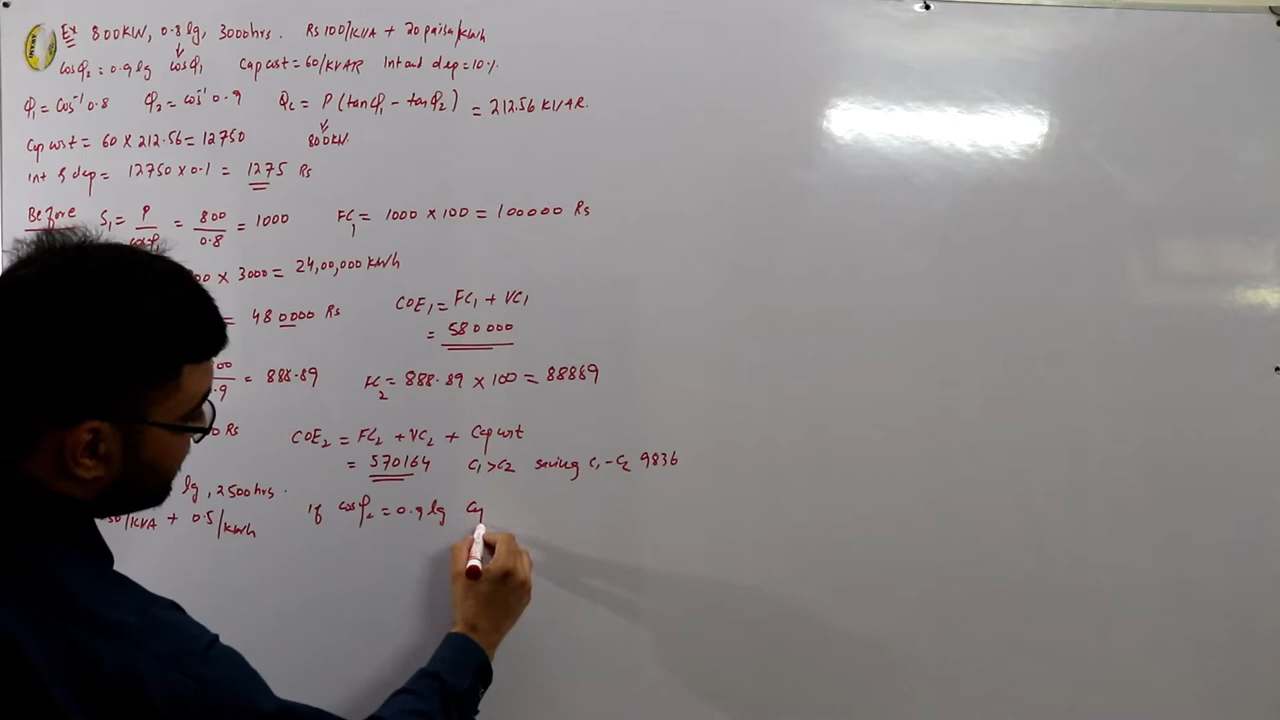 Ex 800KW, 0.8 lg, 3000hrs. Rs 100/KVA + 20 paisa/kwh
cosφ₂ = 0.9 lg cosφ₁ Cap cost = 60/KVAR Int and dep = 10%.
φ₁ = cos⁻¹ 0.8 φ₂ = cos⁻¹ 0.9 Qc = P (tanφ₁ - tanφ₂) = 212.56 KVAR.
Cap cost = 60 x 212.56 = 12750 800KW.
int & dep = 12750 x 0.1 = 1275 Rs
Before S₁ = P/cosφ₁ = 800/0.8 = 1000 FC₁ = 1000 x 100 = 100000 Rs
x 3000 = 24,00,000 kwh
= 480000 Rs COE₁ = FC₁ + VC₁
= 580000
= 888.89 FC₂ = 888.89 x 100 = 88889
Rs COE₂ = FC₂ + VC₂ + Cap cost
= 570164 C₁ > C₂ saving C₁ - C₂ 9836
lg, 2500hrs.
/KVA + 0.5/kwh if cosφ₂ = 0.9 lg